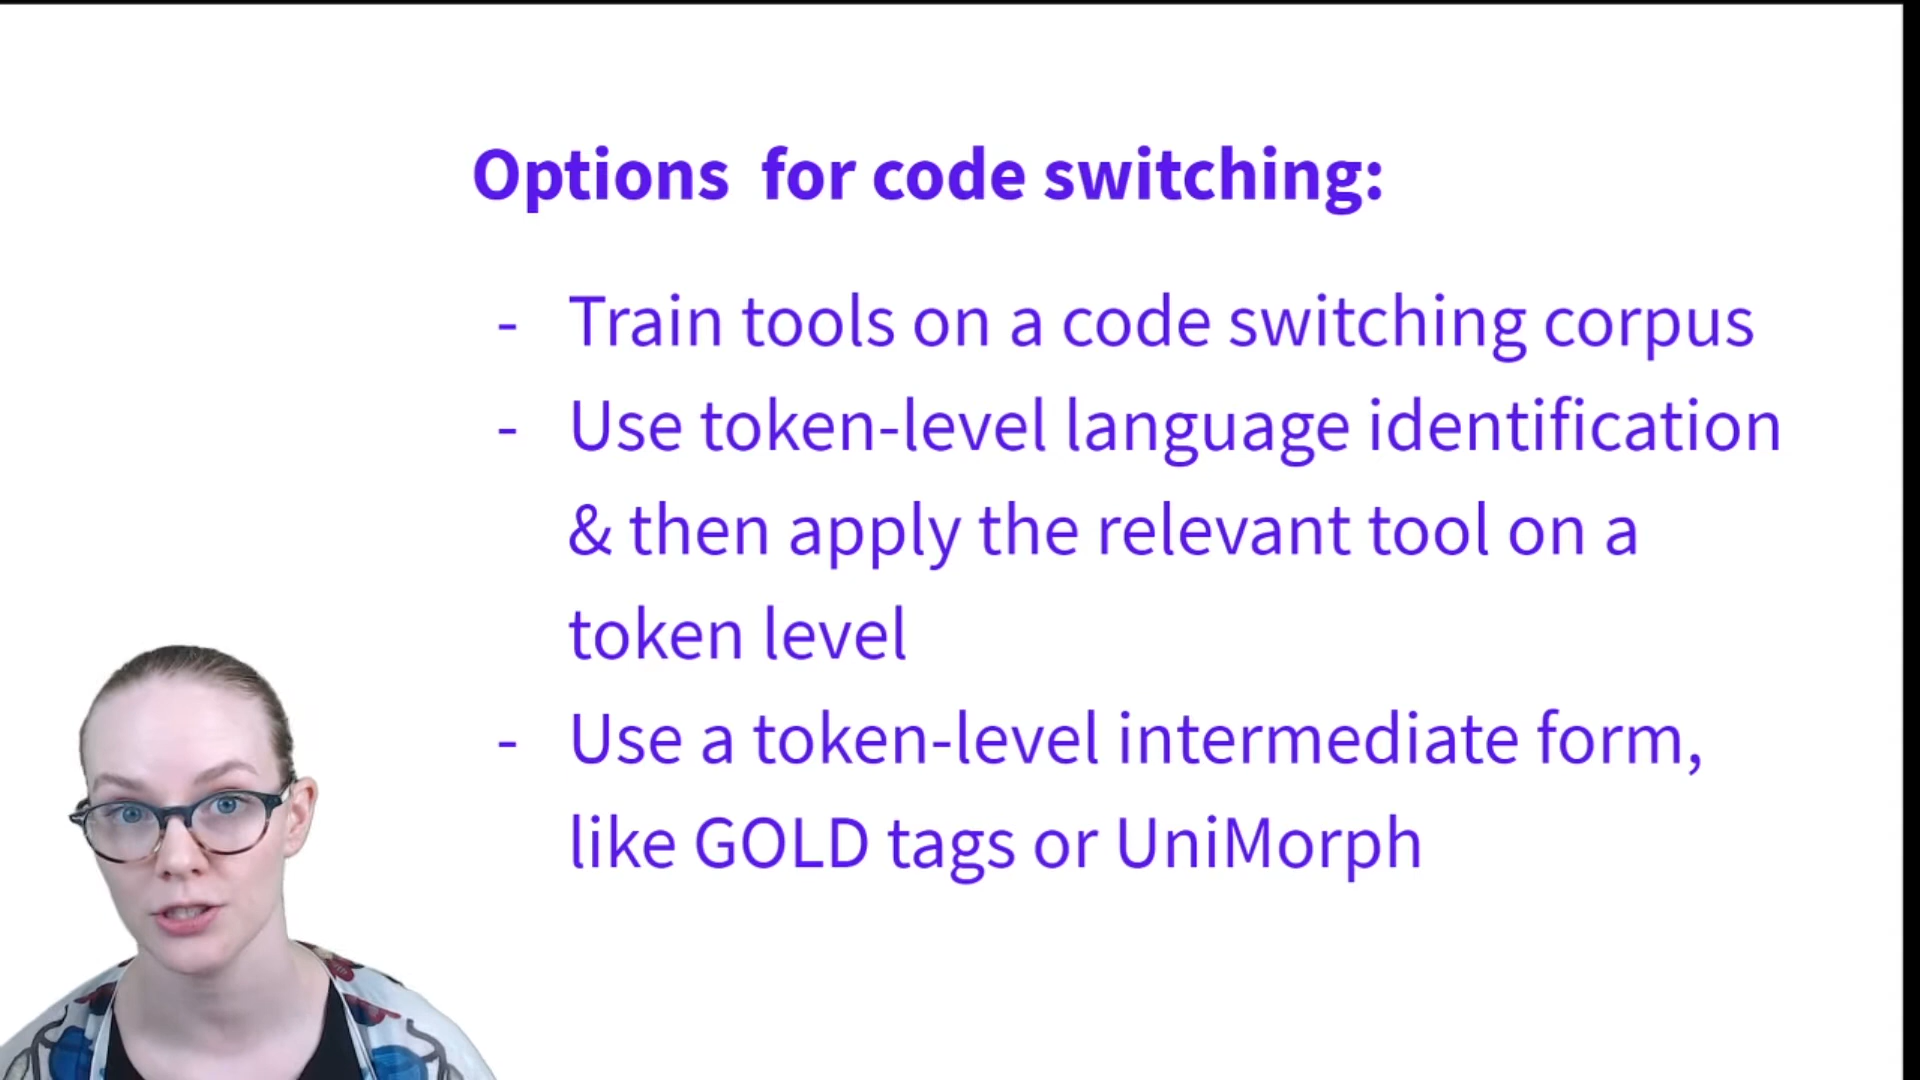 Options  for code switching:
- Train tools on a code switching corpus
- Use token-level language identification
& then apply the relevant tool on a
token level
- Use a token-level intermediate form,
like GOLD tags or UniMorph